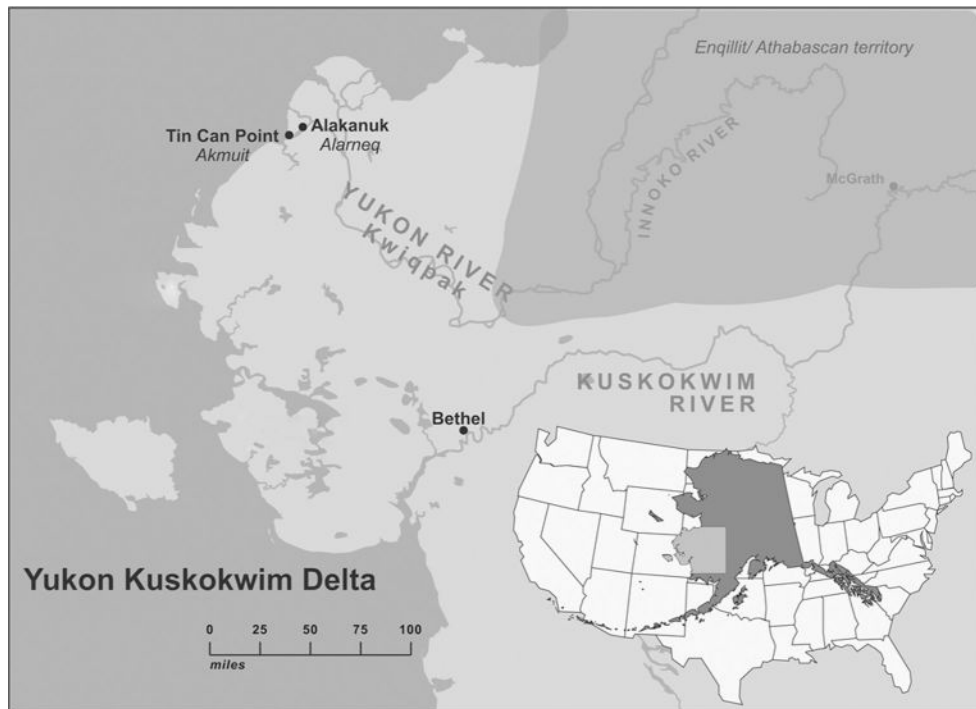 Enqillit/ Athabascan territory
Tin Can Point
Akmuit
Alakanuk
Alarneq
INNOKO RIVER
McGrath
YUKON RIVER
Kwiqpak
KUSKOKWIM
RIVER
Bethel
Yukon Kuskokwim Delta
0 25 50 100
miles